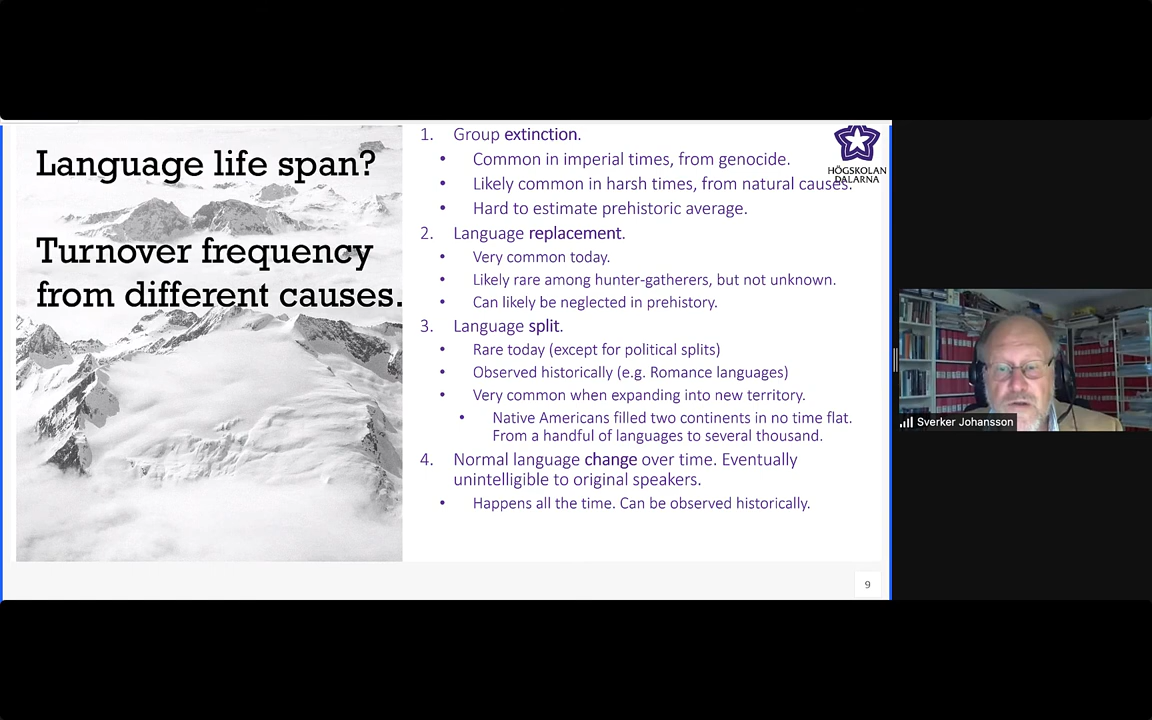 Language life span?
Turnover frequency
from different causes.
1. Group extinction.
• Common in imperial times, from genocide.
• Likely common in harsh times, from natural causes.
• Hard to estimate prehistoric average.
2. Language replacement.
• Very common today.
• Likely rare among hunter-gatherers, but not unknown.
• Can likely be neglected in prehistory.
3. Language split.
• Rare today (except for political splits)
• Observed historically (e.g. Romance languages)
• Very common when expanding into new territory.
• Native Americans filled two continents in no time flat.
From a handful of languages to several thousand.
4. Normal language change over time. Eventually
unintelligible to original speakers.
• Happens all the time. Can be observed historically.
HÖGSKOLAN
DALARNA
9
Sverker Johansson